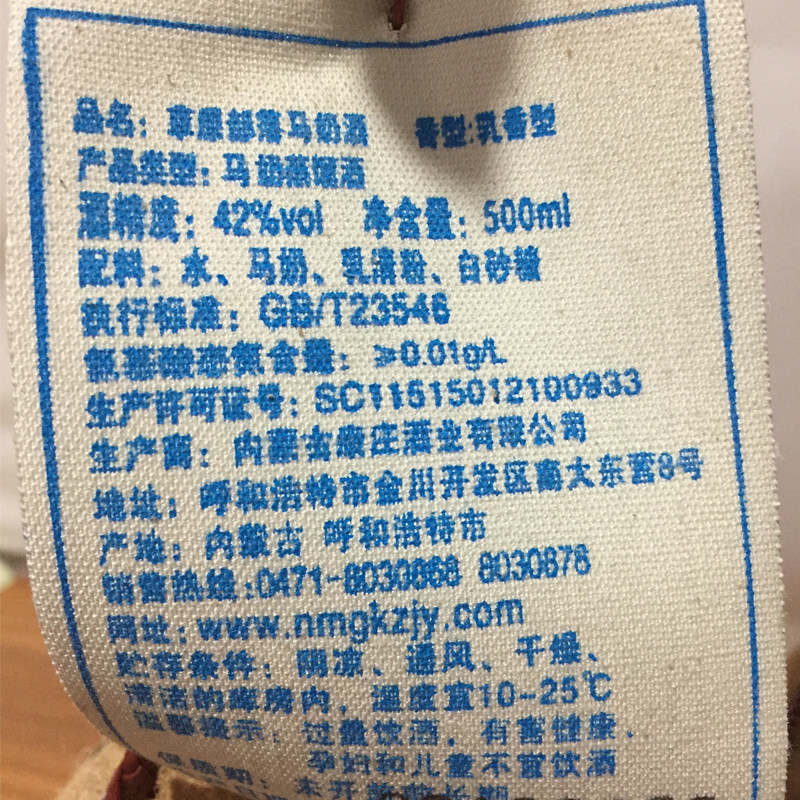 品名：草原部落马奶酒　香型:乳香型
产品类型：马奶蒸馏酒
酒精度：42%vol　净含量：500ml
配料：水、马奶、乳清粉、白砂糖
执行标准：GB/T23546
氨基酸态氮含量：≥0.01g/L
生产许可证号：SC11515012100933
生产商：内蒙古康庄酒业有限公司
地址：呼和浩特市金川开发区南大东营8号
产地：内蒙古 呼和浩特市
销售热线:0471-8030868 8030878
网址：www.nmgkzjy.com
贮存条件：阴凉、通风、干燥、
清洁的库房内，温度宜10-25℃
温馨提示：过量饮酒，有害健康.
孕妇和儿童不宜饮酒
保质期：未开